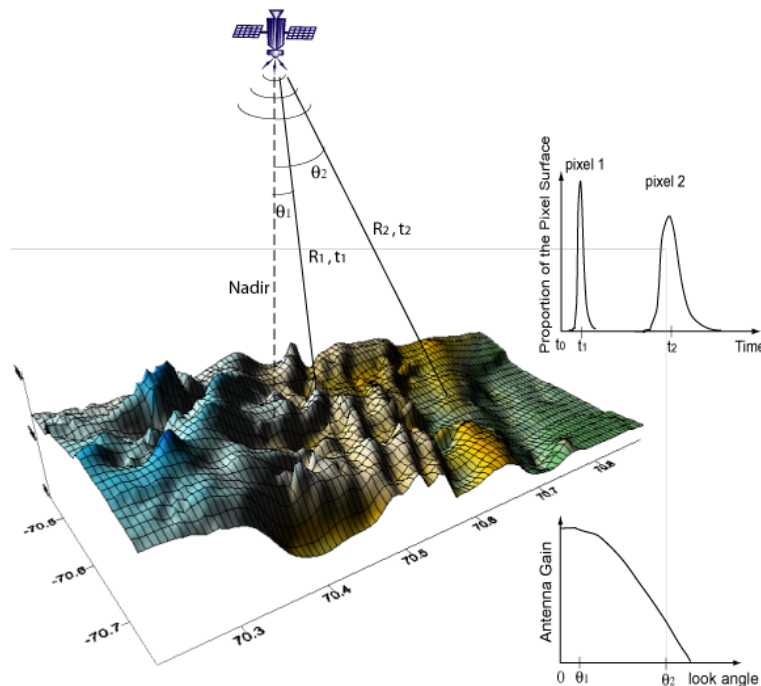 θ2
θ1
R2 , t2
R1 , t1
Nadir
Proportion of the Pixel Surface
pixel 1
pixel 2
t0
t1
t2
Time
-70.5
-70.6
-70.7
70.3
70.4
70.5
70.6
70.7
70.8
Antenna Gain
0
θ1
θ2
look angle